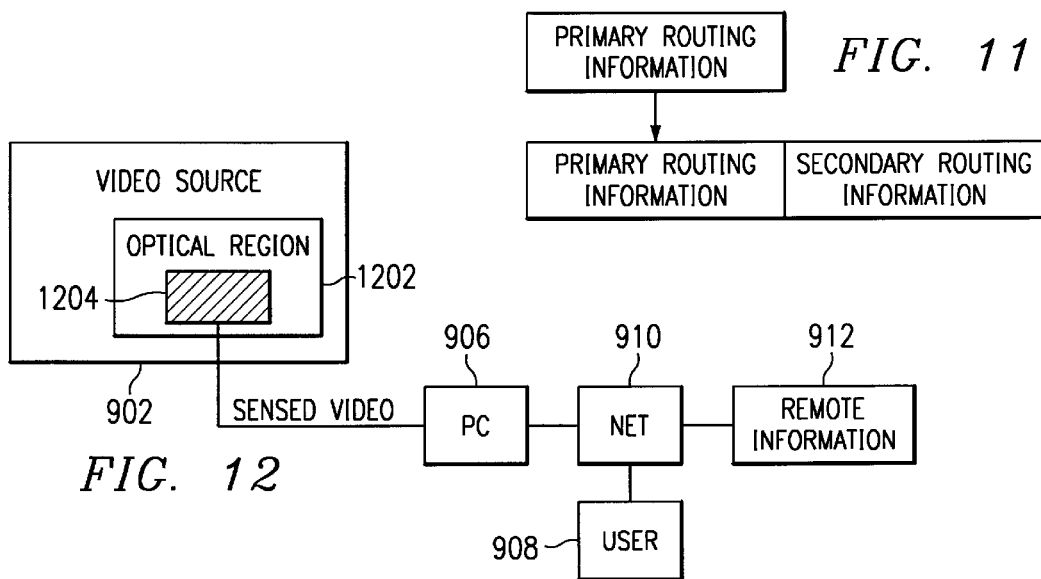 PRIMARY ROUTING
INFORMATION
FIG. 11
PRIMARY ROUTING
INFORMATION
SECONDARY ROUTING
INFORMATION
VIDEO SOURCE
OPTICAL REGION
1204
1202
902
SENSED VIDEO
906
PC
910
NET
912
REMOTE
INFORMATION
908
USER
FIG. 12